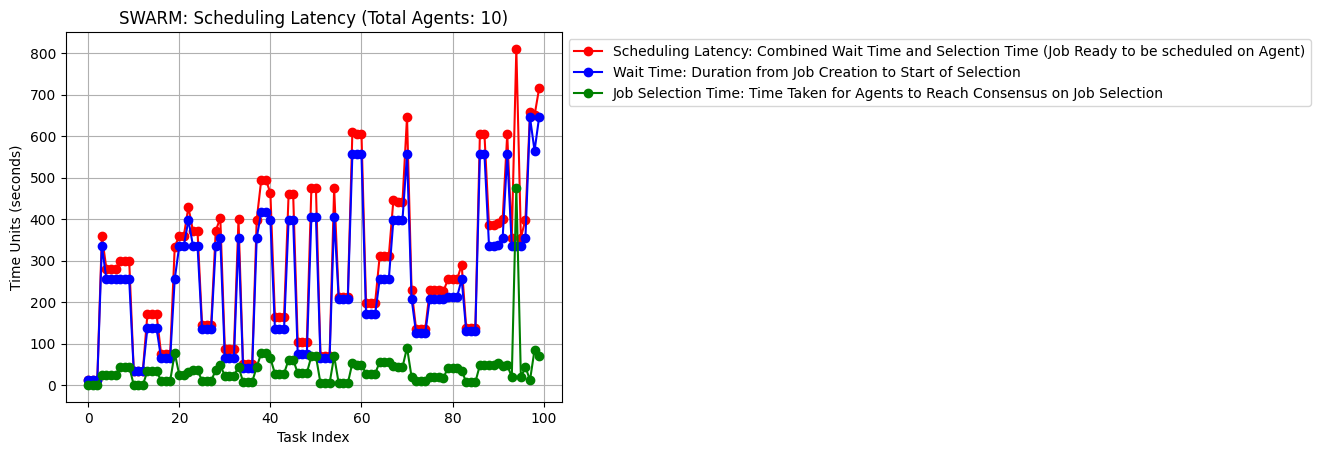 SWARM: Scheduling Latency (Total Agents: 10)
Scheduling Latency: Combined Wait Time and Selection Time (Job Ready to be scheduled on Agent)
Wait Time: Duration from Job Creation to Start of Selection
Job Selection Time: Time Taken for Agents to Reach Consensus on Job Selection
Time Units (seconds)
800
700
600
500
400
300
200
100
0
0 20 40 60 80 100
Task Index